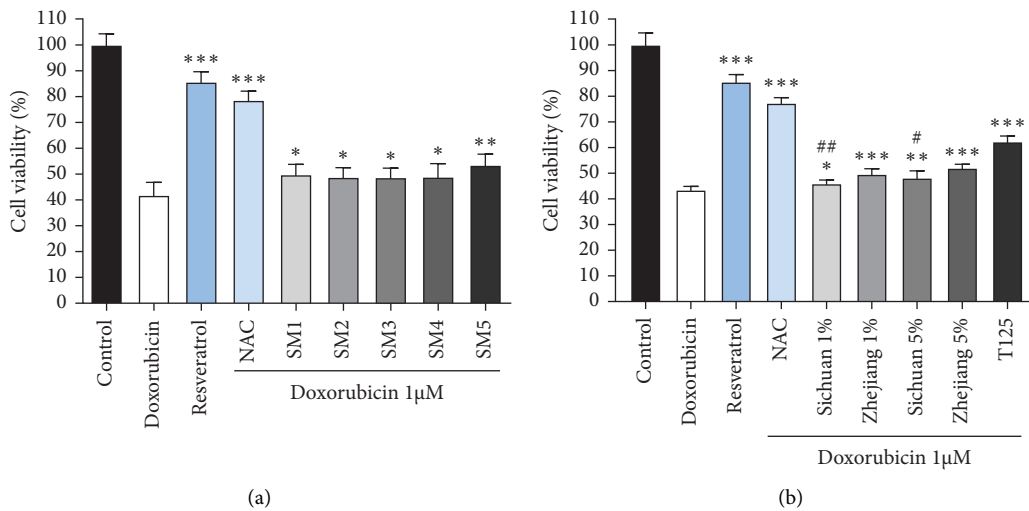 110
100
90
80
70
60
50
40
30
20
10
0
Cell viability (%)
***
***
*
*
*
*
**
Control
Doxorubicin
Resveratrol
NAC
SM1
SM2
SM3
SM4
SM5
Doxorubicin 1μM
(a)
110
100
90
80
70
60
50
40
30
20
10
0
Cell viability (%)
***
***
##
*
***
#
**
***
***
Control
Doxorubicin
Resveratrol
NAC
Sichuan 1%
Zhejiang 1%
Sichuan 5%
Zhejiang 5%
T125
Doxorubicin 1μM
(b)